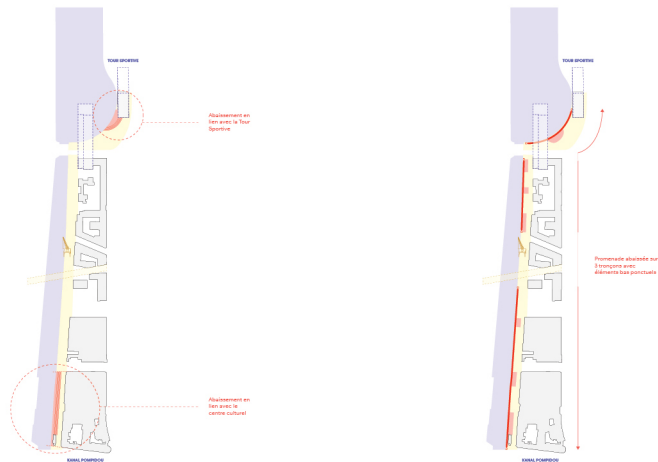 TOUR SPORTIVE
Abaissement en
lien avec la Tour
Sportive
Abaissement en
lien avec le
centre culturel
KANAL POMPIDOU
TOUR SPORTIVE
Promenade abaissée sur
3 tronçons avec
éléments bas ponctuels
KANAL POMPIDOU